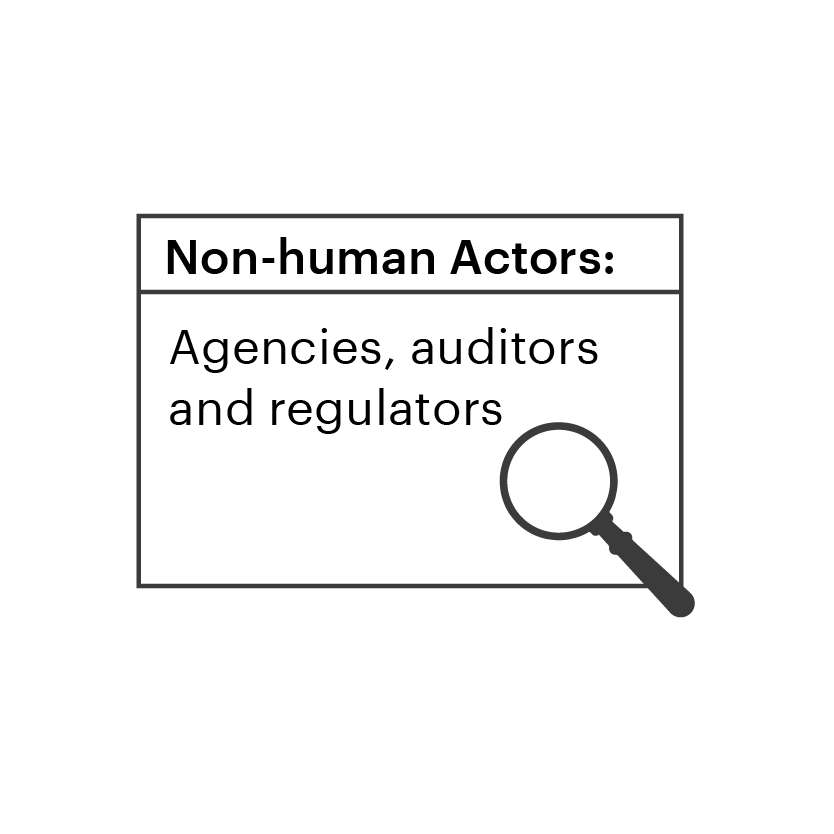 Non-human Actors:
Agencies, auditors
and regulators